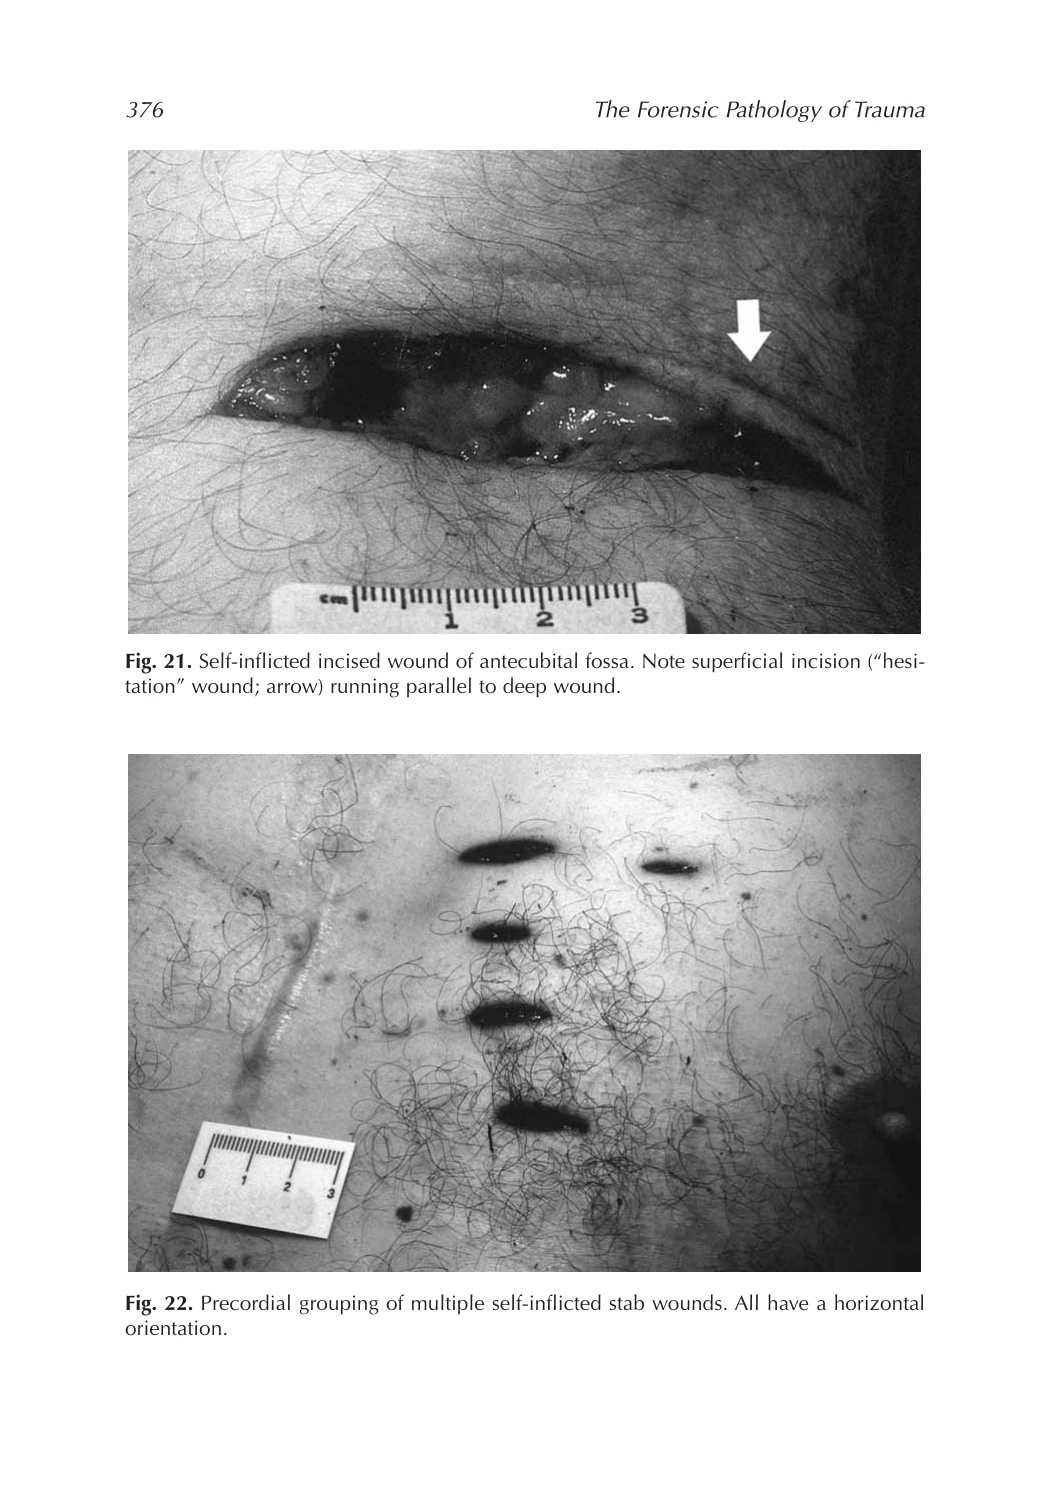 376
The Forensic Pathology of Trauma
cm
1 2 3
Fig. 21. Self-inflicted incised wound of antecubital fossa. Note superficial incision (“hesi-
tation” wound; arrow) running parallel to deep wound.
0 1 2 3
Fig. 22. Precordial grouping of multiple self-inflicted stab wounds. All have a horizontal
orientation.